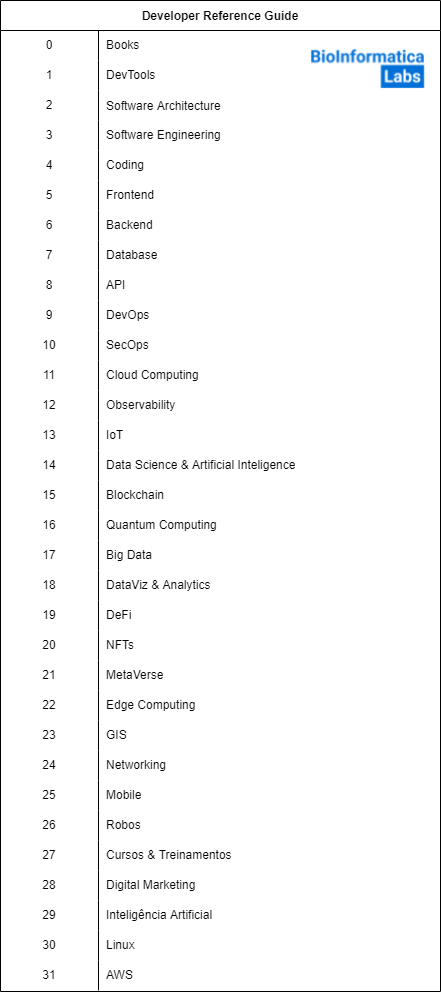 Developer Reference Guide
BioInformatica
Labs
0 Books
1 DevTools
2 Software Architecture
3 Software Engineering
4 Coding
5 Frontend
6 Backend
7 Database
8 API
9 DevOps
10 SecOps
11 Cloud Computing
12 Observability
13 IoT
14 Data Science & Artificial Inteligence
15 Blockchain
16 Quantum Computing
17 Big Data
18 DataViz & Analytics
19 DeFi
20 NFTs
21 MetaVerse
22 Edge Computing
23 GIS
24 Networking
25 Mobile
26 Robos
27 Cursos & Treinamentos
28 Digital Marketing
29 Inteligência Artificial
30 Linux
31 AWS